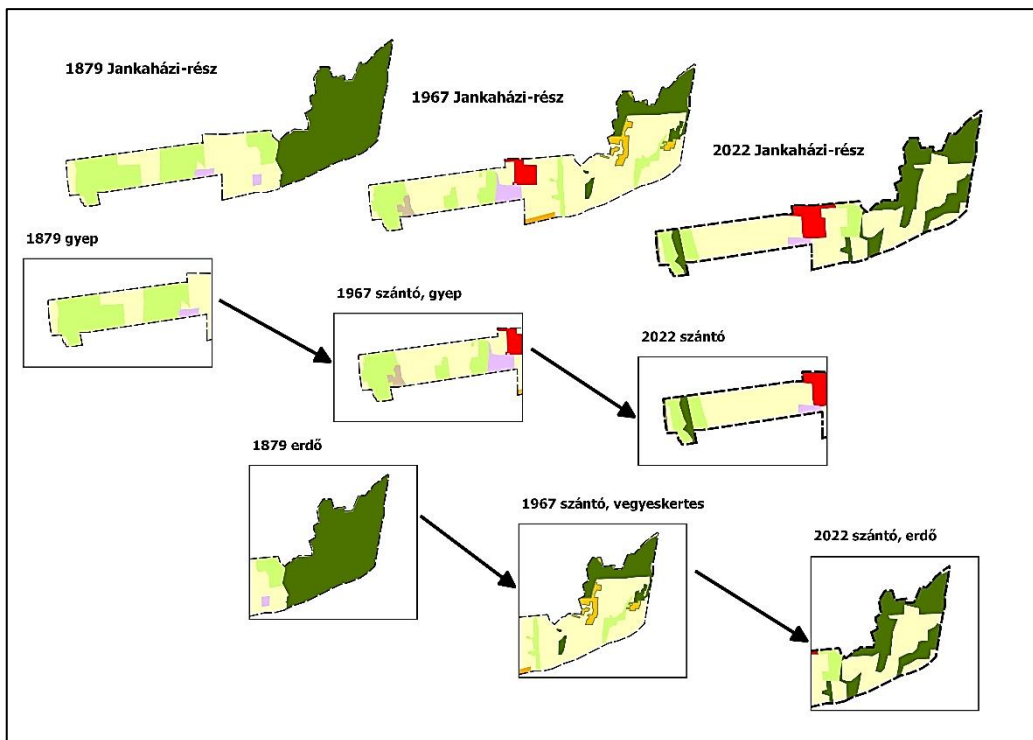 1879 Jankaházi-rész
1967 Jankaházi-rész
2022 Jankaházi-rész
1879 gyep
1967 szántó, gyep
2022 szántó
1879 erdő
1967 szántó, vegyeskertes
2022 szántó, erdő